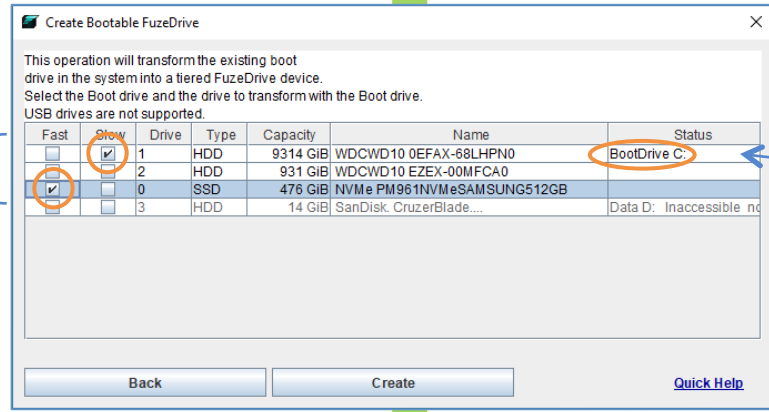 Create Bootable FuzeDrive
This operation will transform the existing boot
drive in the system into a tiered FuzeDrive device.
Select the Boot drive and the drive to transform with the Boot drive.
USB drives are not supported.
Fast Slow Drive Type Capacity Name Status
1 HDD 9314 GiB WDCWD10 0EFAX-68LHPN0 BootDrive C:
2 HDD 931 GiB WDCWD10 EZEX-00MFCA0
0 SSD 476 GiB NVMe PM961NVMeSAMSUNG512GB
3 HDD 14 GiB SanDisk. CruzerBlade.... Data D: Inaccessible no
Back Create Quick Help